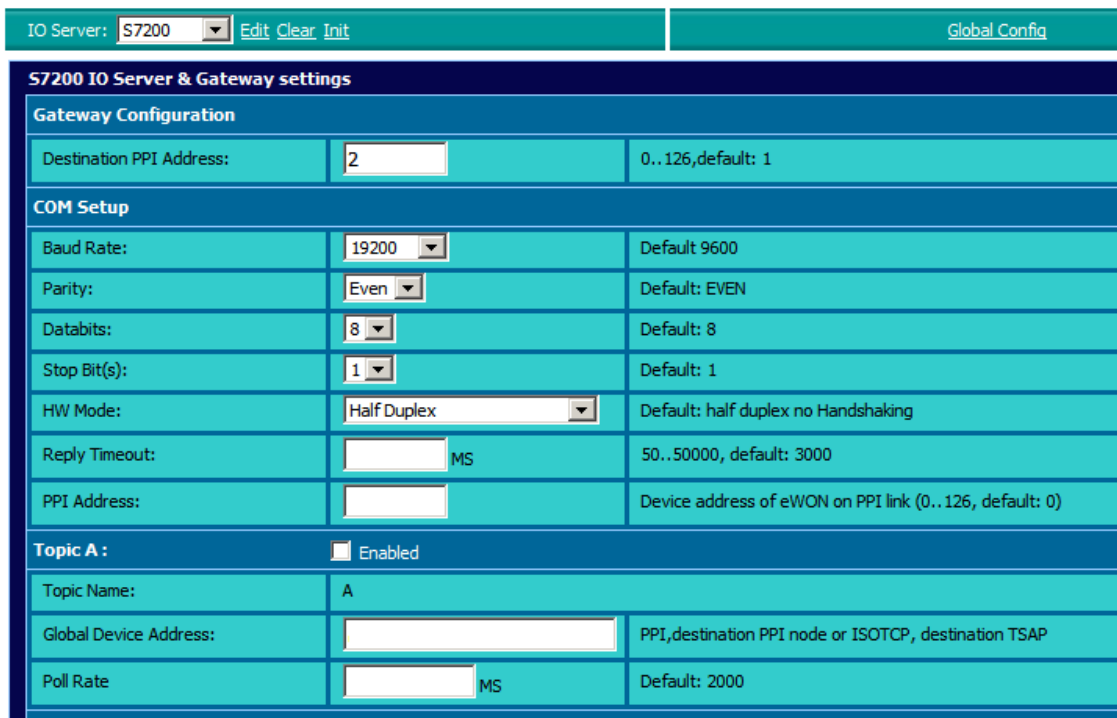 IO Server: S7200 Edit Clear Init Global Config
S7200 IO Server & Gateway settings
Gateway Configuration
Destination PPI Address: 2 0..126,default: 1
COM Setup
Baud Rate: 19200 Default 9600
Parity: Even Default: EVEN
Databits: 8 Default: 8
Stop Bit(s): 1 Default: 1
HW Mode: Half Duplex Default: half duplex no Handshaking
Reply Timeout: MS 50..50000, default: 3000
PPI Address: Device address of eWON on PPI link (0..126, default: 0)
Topic A : Enabled
Topic Name: A
Global Device Address: PPI,destination PPI node or ISOTCP, destination TSAP
Poll Rate MS Default: 2000